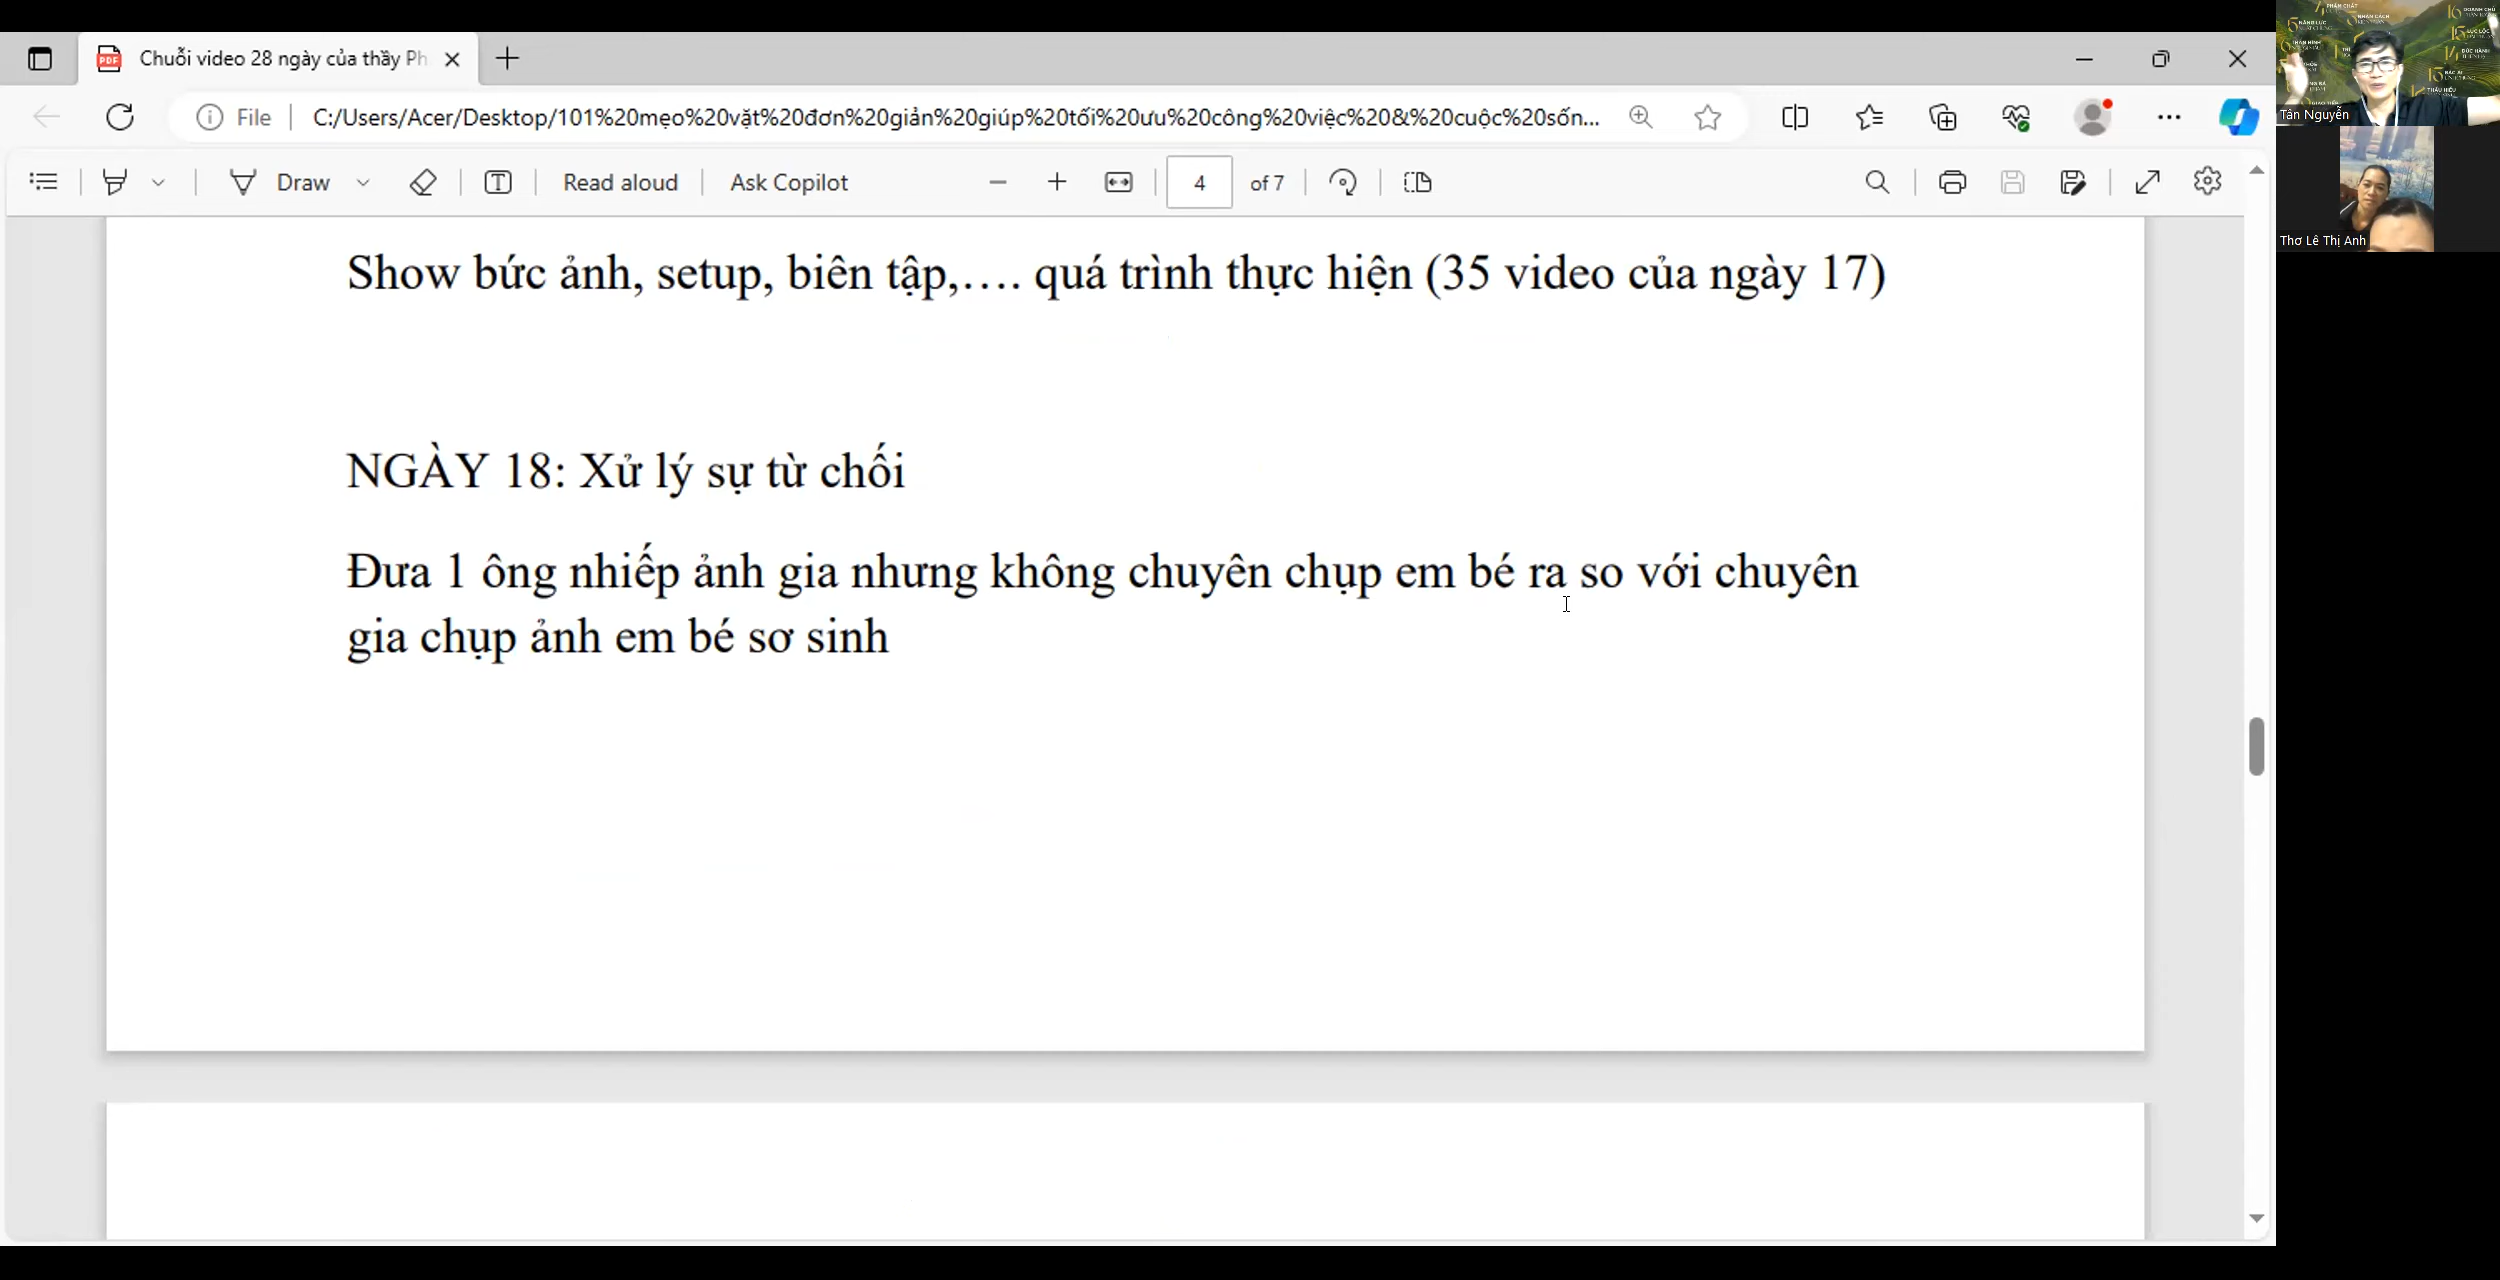 Chuỗi video 28 ngày của thầy Ph
File
C:/Users/Acer/Desktop/101%20mẹo%20vặt%20đơn%20giản%20giúp%20tối%20ưu%20công%20việc%20&%20cuộc%20sốn...
Draw
Read aloud
Ask Copilot
4
of 7
Show bức ảnh, setup, biên tập,…. quá trình thực hiện (35 video của ngày 17)
NGÀY 18: Xử lý sự từ chối
Đưa 1 ông nhiếp ảnh gia nhưng không chuyên chụp em bé ra so với chuyên
gia chụp ảnh em bé sơ sinh
Tân Nguyễn
Thơ Lê Thị Anh